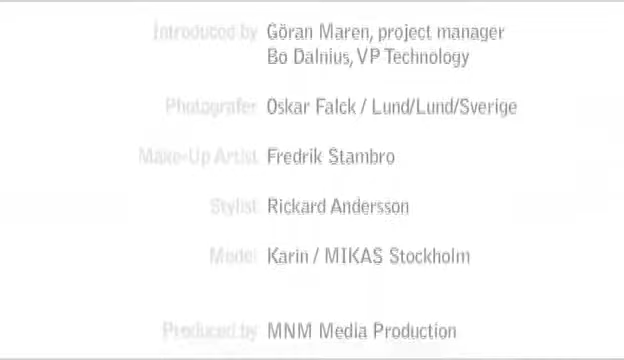 Introduced by Göran Maren, project manager
Bo Dalnius, VP Technology
Photografer Oskar Falck / Lund/Lund/Sverige
Make-Up Artist Fredrik Stambro
Stylist Rickard Andersson
Model Karin / MIKAS Stockholm
Produced by MNM Media Production